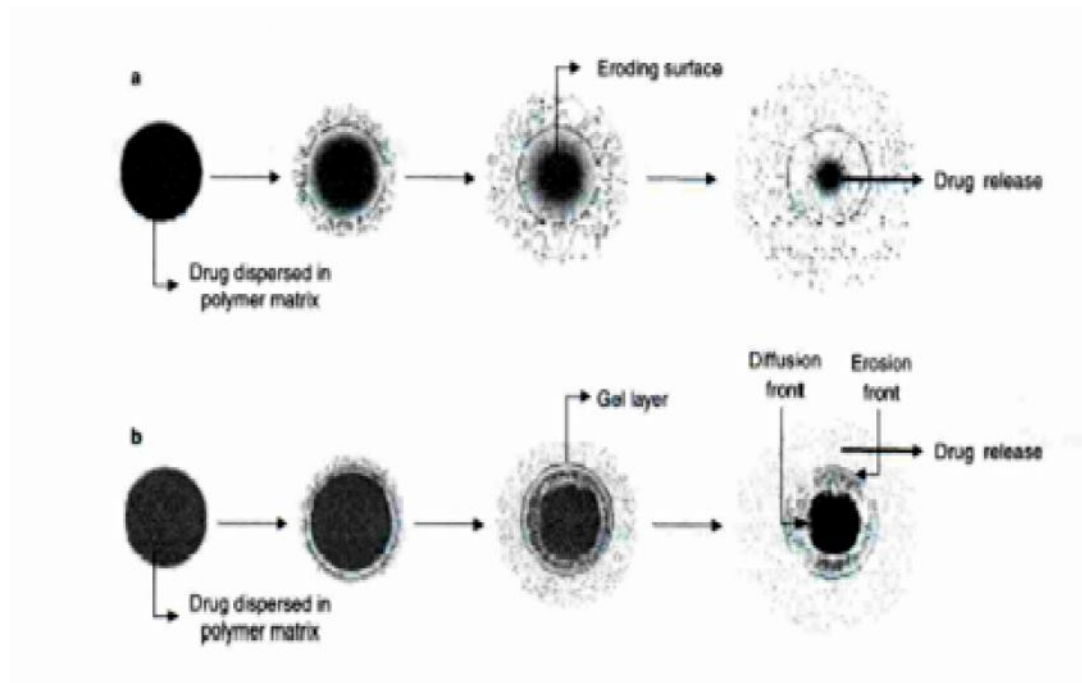 a
Eroding surface
Drug release
Drug dispersed in
polymer matrix
Diffusion
front
Erosion
front
Gel layer
b
Drug release
Drug dispersed in
polymer matrix